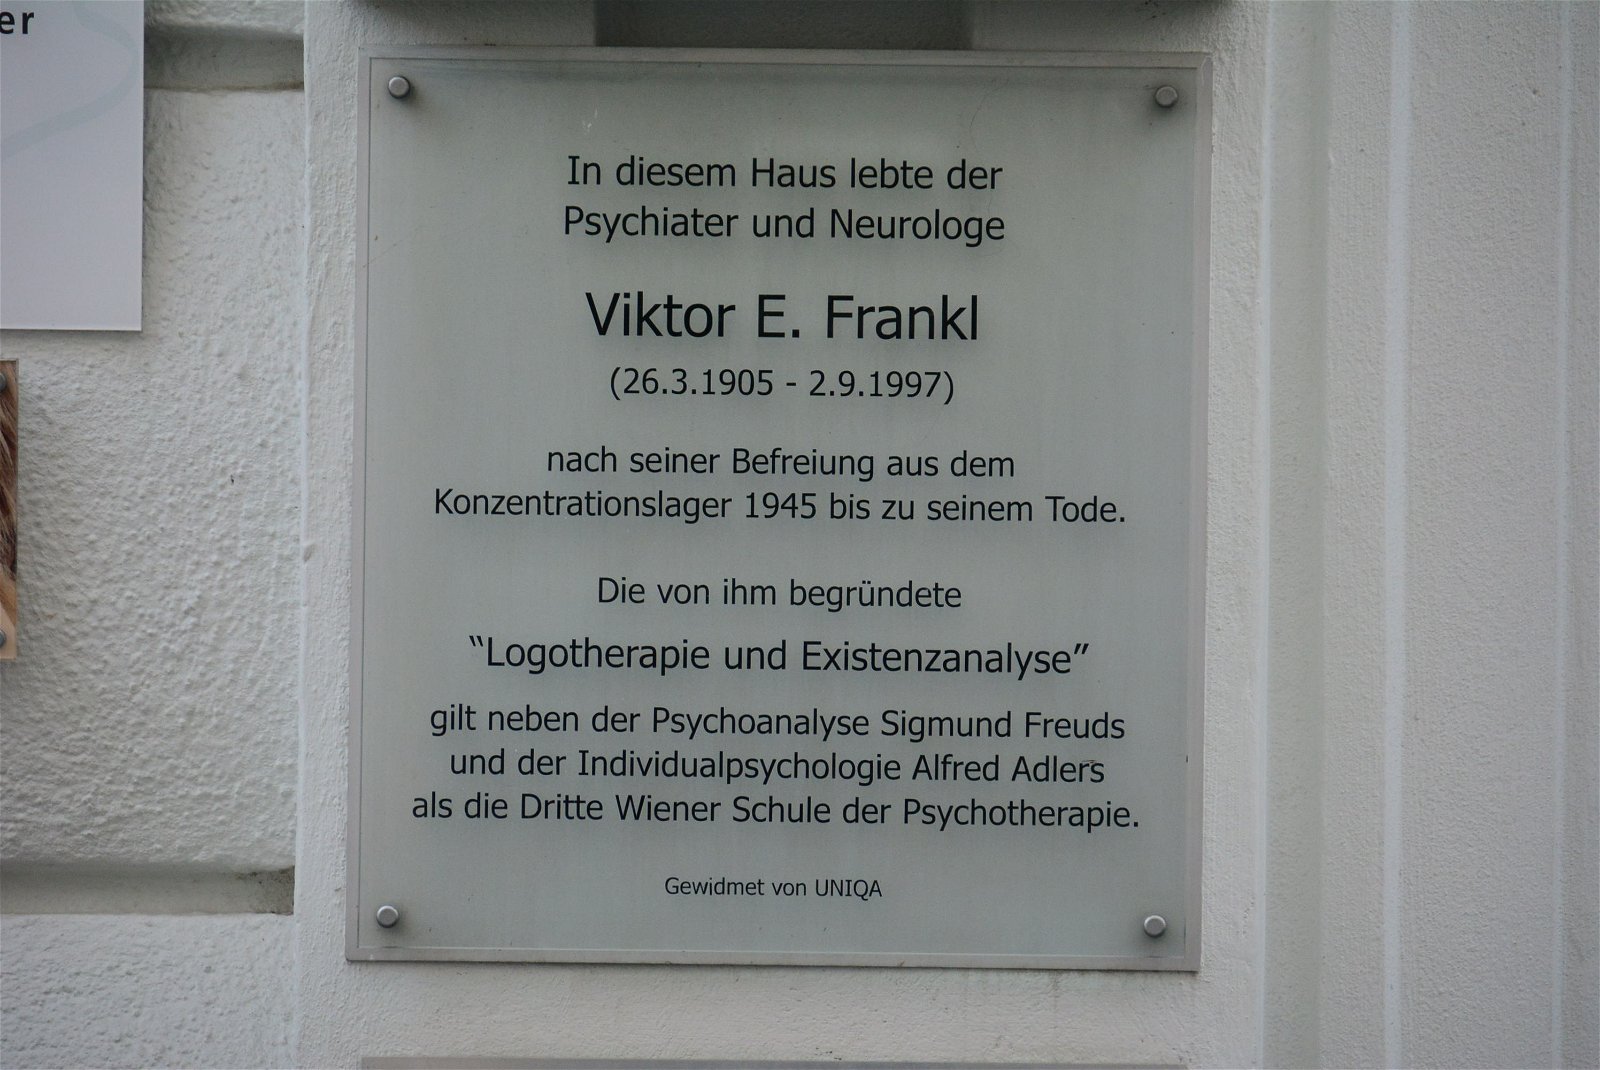 er
In diesem Haus lebte der
Psychiater und Neurologe
Viktor E. Frankl
(26.3.1905 - 2.9.1997)
nach seiner Befreiung aus dem
Konzentrationslager 1945 bis zu seinem Tode.
Die von ihm begründete
“Logotherapie und Existenzanalyse”
gilt neben der Psychoanalyse Sigmund Freuds
und der Individualpsychologie Alfred Adlers
als die Dritte Wiener Schule der Psychotherapie.
Gewidmet von UNIQA